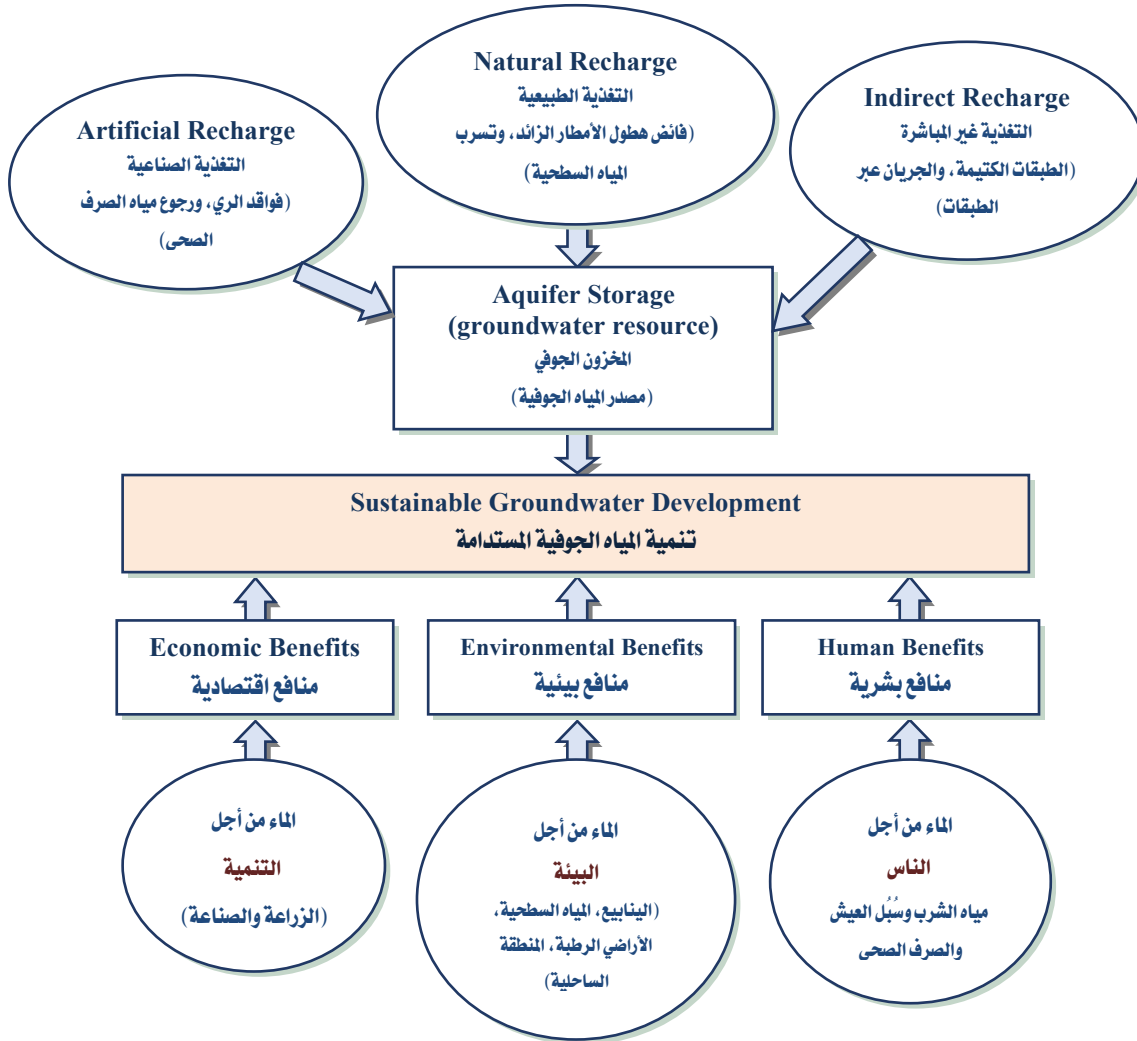 Natural Recharge
التغذية الطبيعية
(فائض هطول الأمطار الزائد، وتسرب
المياه السطحية)
Artificial Recharge
التغذية الصناعية
(فواقد الري، ورجوع مياه الصرف
الصحى)
Indirect Recharge
التغذية غير المباشرة
(الطبقات الكتيمة، والجريان عبر
الطبقات)
Aquifer Storage
(groundwater resource)
المخزون الجوفي
(مصدر المياه الجوفية)
Sustainable Groundwater Development
تنمية المياه الجوفية المستدامة
Economic Benefits
منافع اقتصادية
Environmental Benefits
منافع بيئية
Human Benefits
منافع بشرية
الماء من أجل
التنمية
(الزراعة والصناعة)
الماء من أجل
البيئة
(الينابيع، المياه السطحية،
الأراضي الرطبة، المنطقة
الساحلية)
الماء من أجل
الناس
مياه الشرب وسُبُل العيش
والصرف الصحى